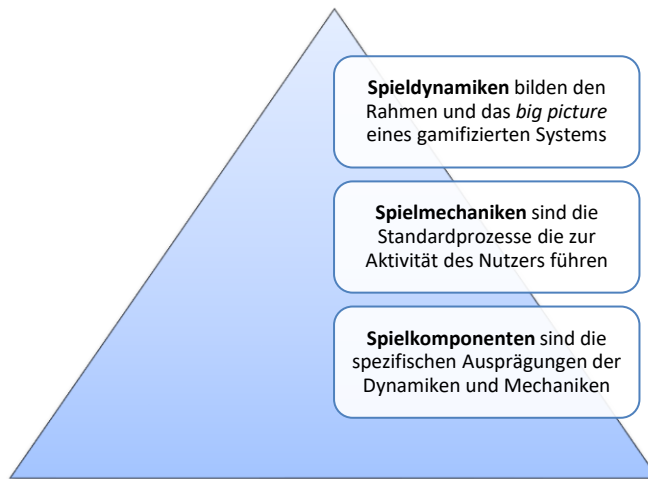 Spieldynamiken bilden den
Rahmen und das big picture
eines gamifizierten Systems
Spielmechaniken sind die
Standardprozesse die zur
Aktivität des Nutzers führen
Spielkomponenten sind die
spezifischen Ausprägungen der
Dynamiken und Mechaniken